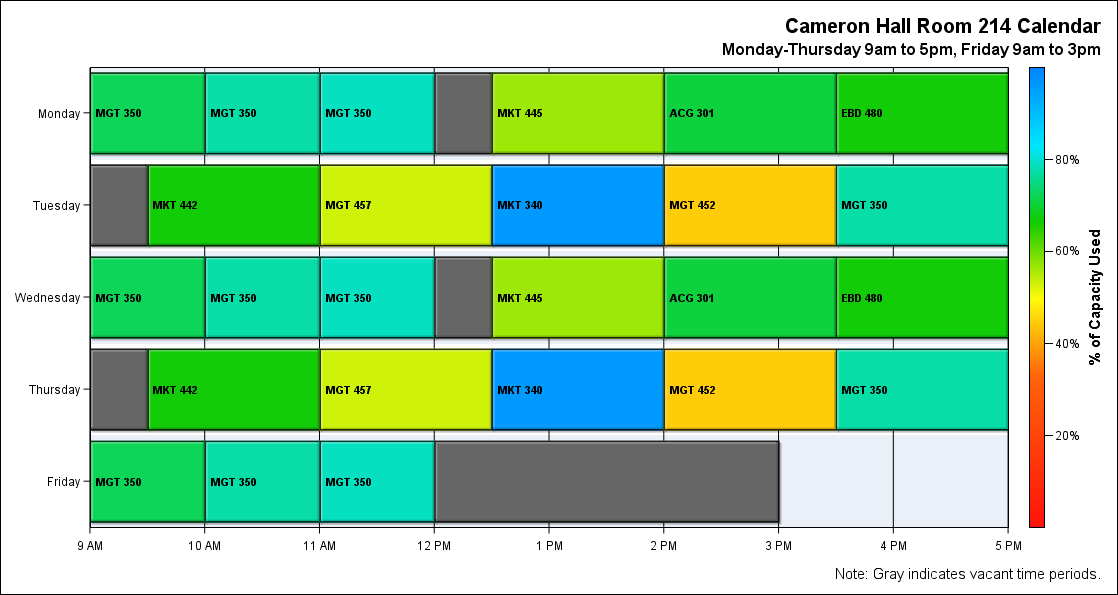 Cameron Hall Room 214 Calendar
Monday-Thursday 9am to 5pm, Friday 9am to 3pm
Monday
MGT 350
MGT 350
MGT 350
MKT 445
ACG 301
EBD 480
Tuesday
MKT 442
MGT 457
MKT 340
MGT 452
MGT 350
Wednesday
MGT 350
MGT 350
MGT 350
MKT 445
ACG 301
EBD 480
Thursday
MKT 442
MGT 457
MKT 340
MGT 452
MGT 350
Friday
MGT 350
MGT 350
MGT 350
9 AM
10 AM
11 AM
12 PM
1 PM
2 PM
3 PM
4 PM
5 PM
80%
60%
40%
20%
% of Capacity Used
Note: Gray indicates vacant time periods.